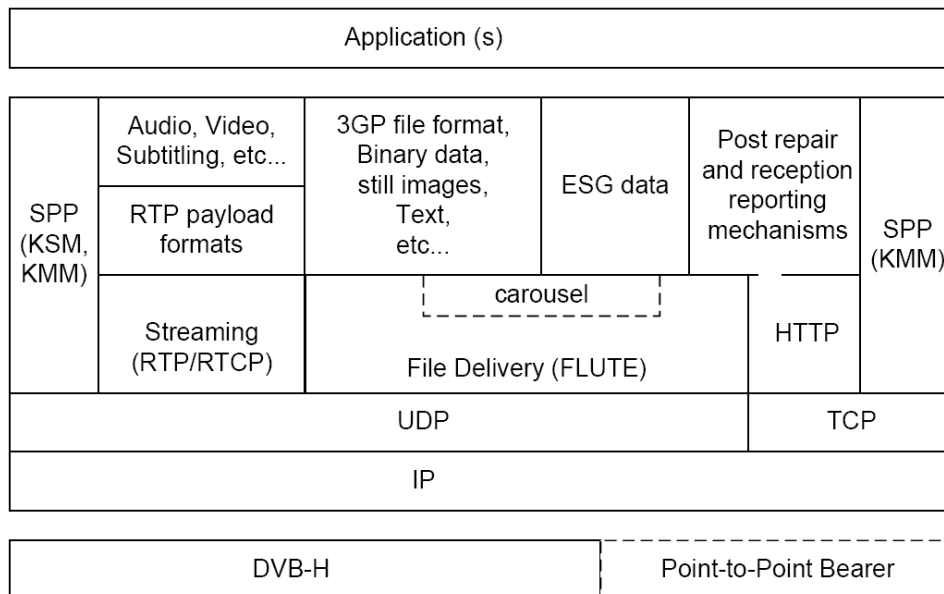 Application (s)
SPP
(KSM,
KMM)
Audio, Video,
Subtitling, etc...
RTP payload
formats
Streaming
(RTP/RTCP)
3GP file format,
Binary data,
still images,
Text,
etc...
ESG data
carousel
File Delivery (FLUTE)
Post repair
and reception
reporting
mechanisms
HTTP
SPP
(KMM)
UDP
TCP
IP
DVB-H
Point-to-Point Bearer